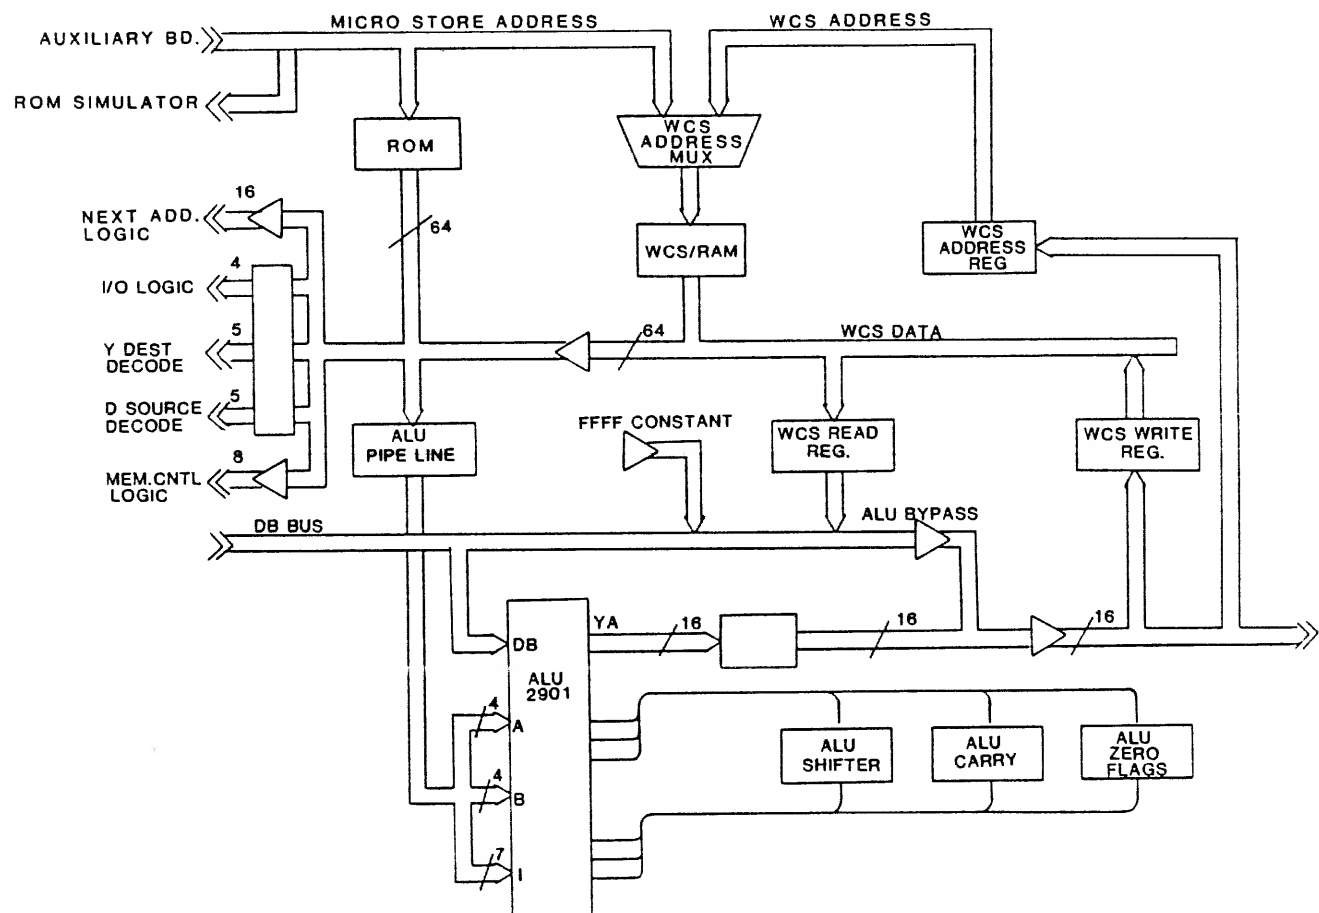 MICRO STORE ADDRESS
WCS ADDRESS
AUXILIARY BD.
ROM SIMULATOR
ROM
WCS
ADDRESS
MUX
16
NEXT ADD.
LOGIC
64
WCS/RAM
WCS
ADDRESS
REG
4
I/O LOGIC
5
Y DEST
DECODE
64
WCS DATA
5
D SOURCE
DECODE
ALU
PIPE LINE
FFFF CONSTANT
WCS READ
REG.
WCS WRITE
REG.
8
MEM.CNTL
LOGIC
DB BUS
ALU BYPASS
YA
16
16
16
DB
ALU
2901
4
A
4
B
7
I
ALU
SHIFTER
ALU
CARRY
ALU
ZERO
FLAGS